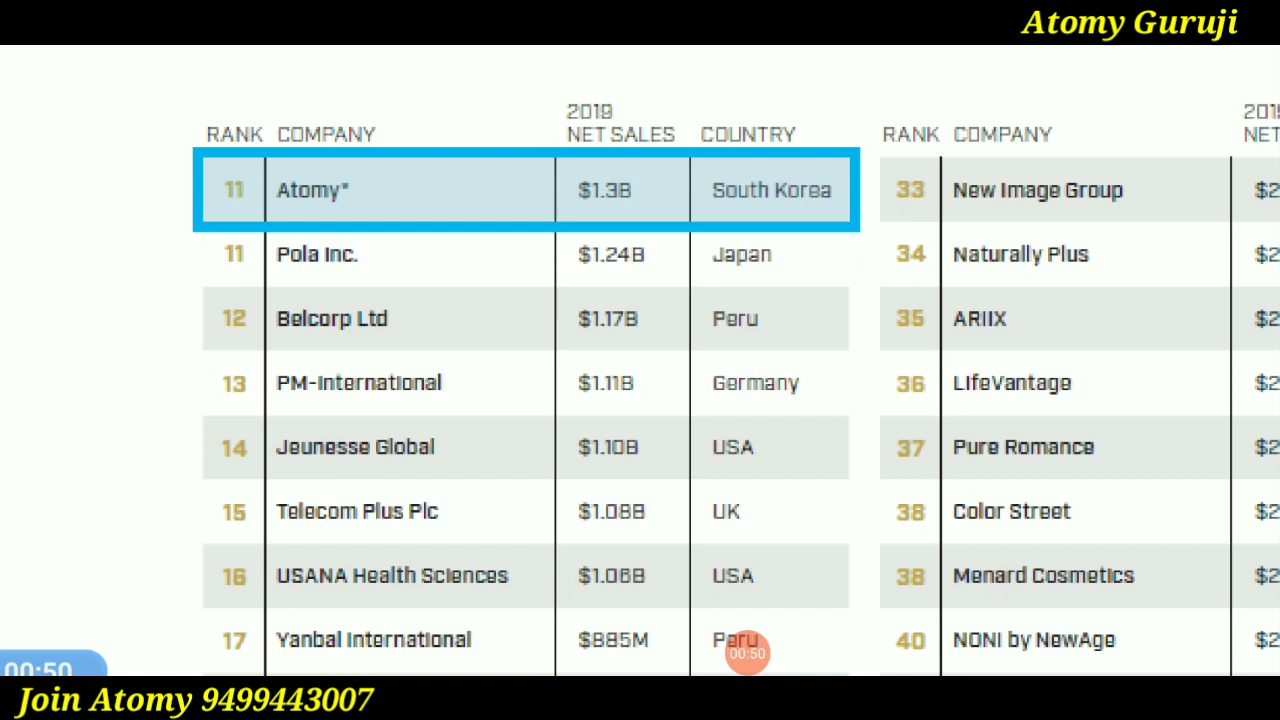 Atomy Guruji
2019
RANK COMPANY NET SALES COUNTRY
11 Atomy* $1.3B South Korea
11 Pola Inc. $1.24B Japan
12 Belcorp Ltd $1.17B Peru
13 PM-International $1.11B Germany
14 Jeunesse Global $1.10B USA
15 Telecom Plus Plc $1.08B UK
16 USANA Health Sciences $1.06B USA
17 Yanbal International $885M Peru
RANK COMPANY
33 New Image Group
34 Naturally Plus
35 ARIIX
36 LifeVantage
37 Pure Romance
38 Color Street
38 Menard Cosmetics
40 NONI by NewAge
00:50
00:50
Join Atomy 9499443007